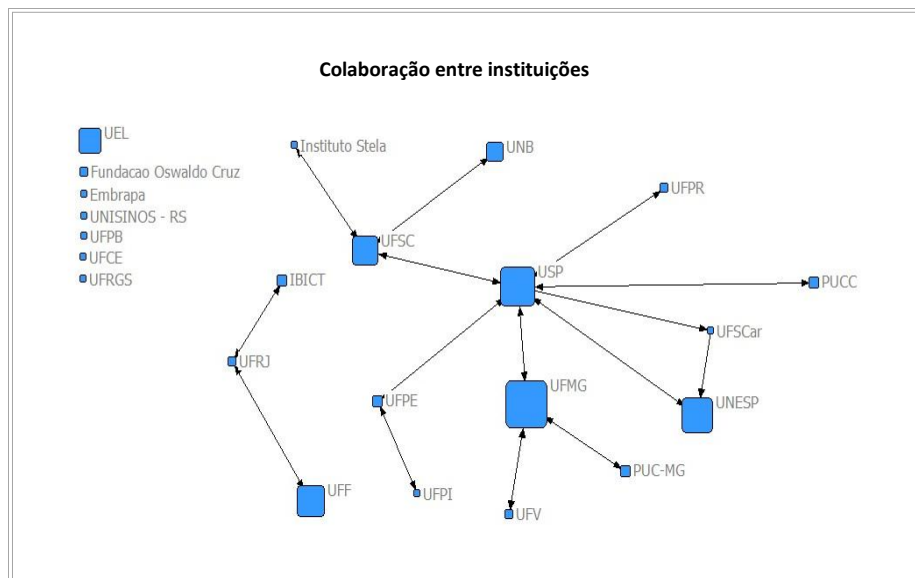 Colaboração entre instituições
UEL
Fundacao Oswaldo Cruz
Embrapa
UNISINOS - RS
UFPB
UFCE
UFRGS
Instituto Stela
UNB
UFPR
UFSC
USP
IBICT
PUCC
UFSCar
UFRJ
UFPE
UFMG
UNESP
PUC-MG
UFF
UFPI
UFV